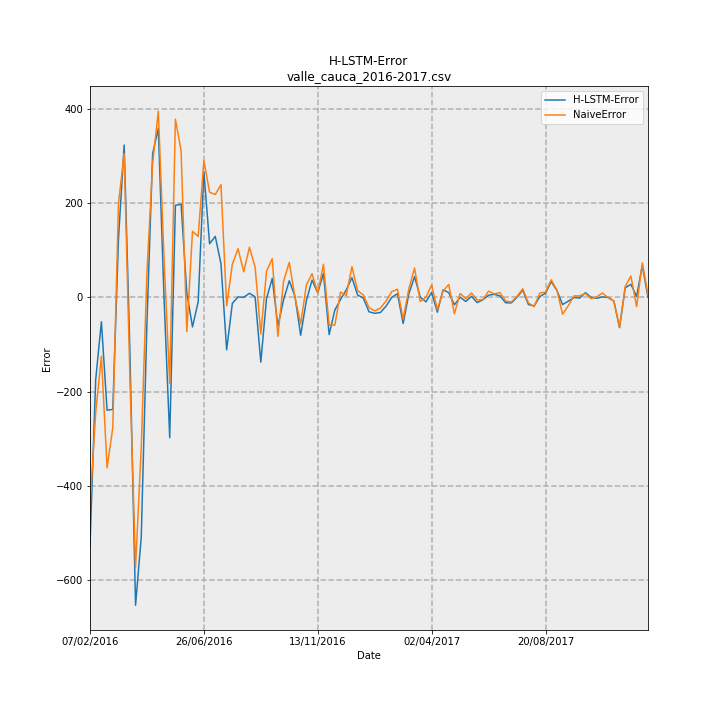 H-LSTM-Error
valle_cauca_2016-2017.csv
H-LSTM-Error
NaiveError
400
200
0
−200
−400
−600
Error
07/02/2016
26/06/2016
13/11/2016
02/04/2017
20/08/2017
Date